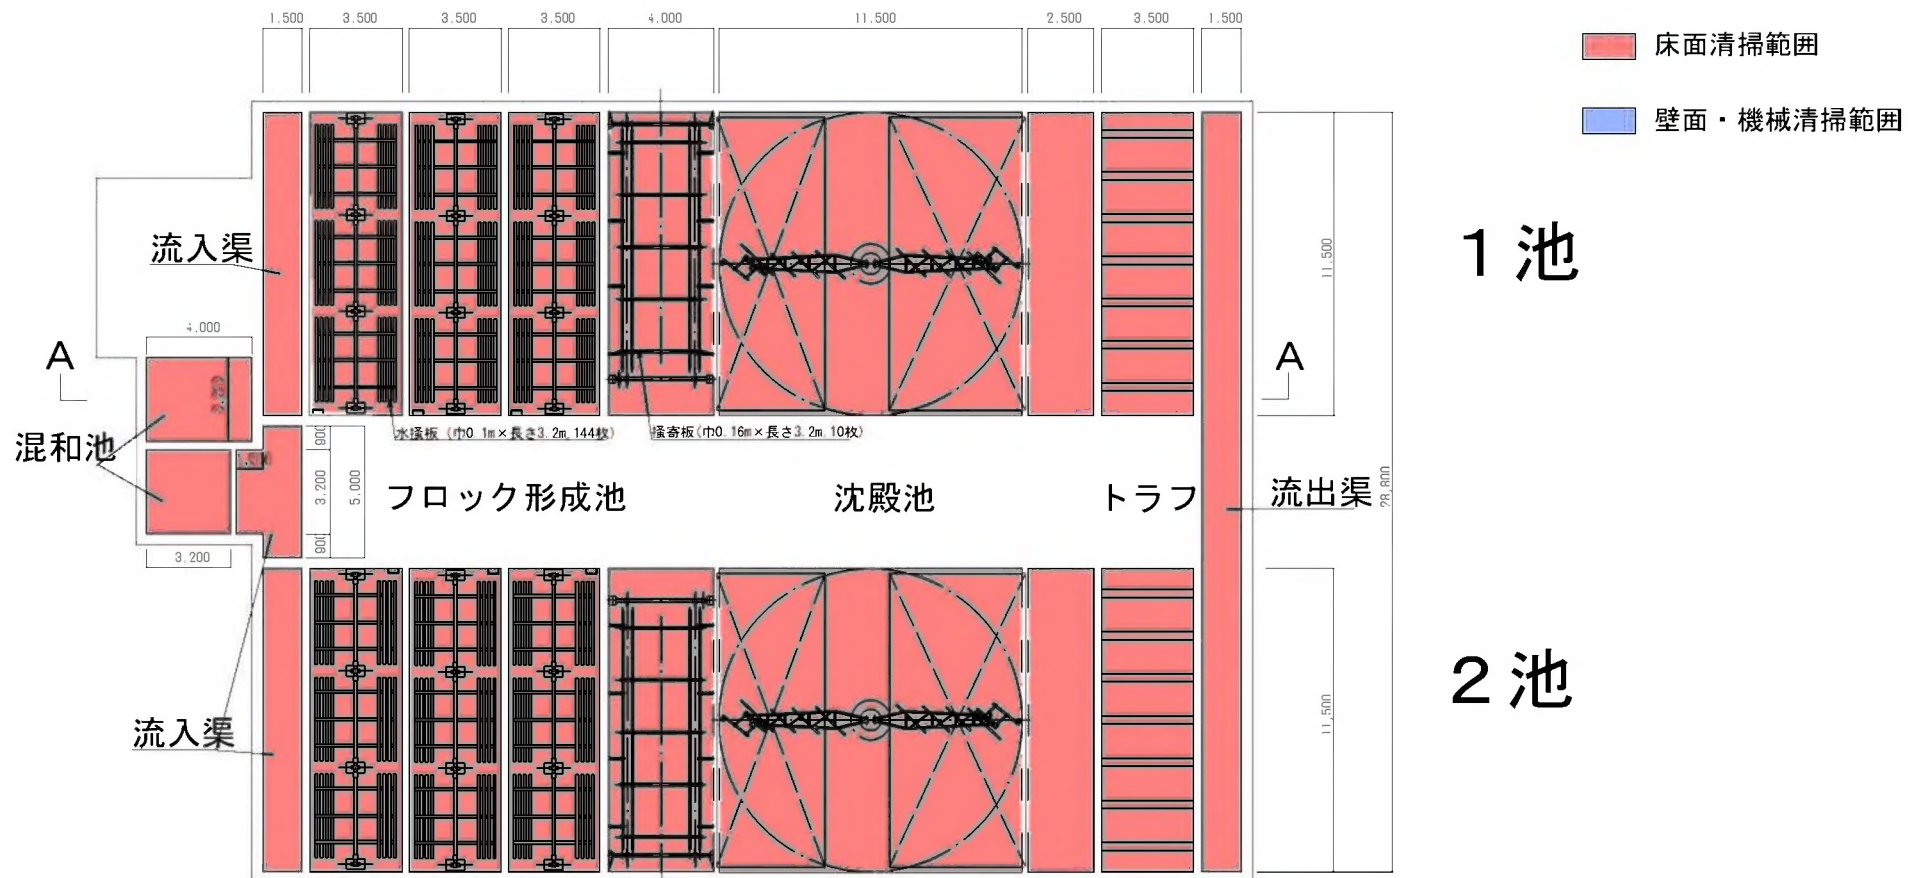 1.500 3.500 3.500 3.500 4.000 11.500 2.500 3.500 1.500
床面清掃範囲
壁面・機械清掃範囲
流入渠
11.500
1池
4,000
A
A
水掻板 (巾0.1m×長さ3.2m,144枚)
掻寄板(巾0.16m×長さ3.2m.10枚)
混和池
900
3.200
5,000
900
フロック形成池
沈殿池
トラフ
流出渠
28,800
3,200
2池
流入渠
11,500